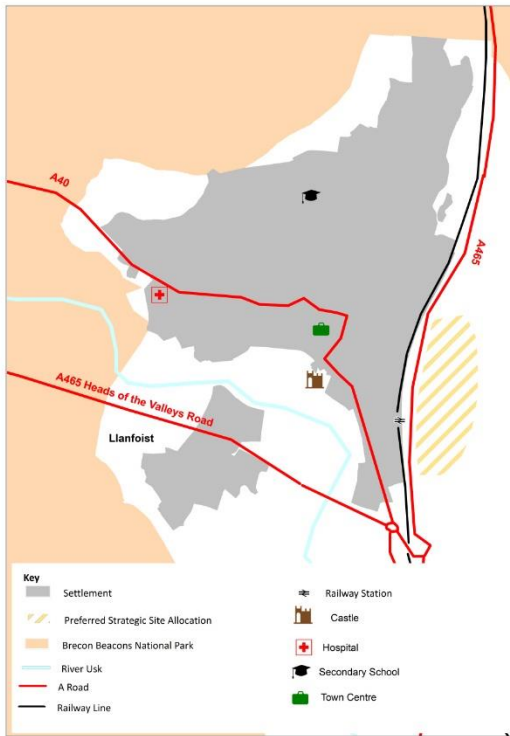 A40
A465
A465 Heads of the Valleys Road
Llanfoist
Key
Settlement
Preferred Strategic Site Allocation
Brecon Beacons National Park
River Usk
A Road
Railway Line
Railway Station
Castle
Hospital
Secondary School
Town Centre